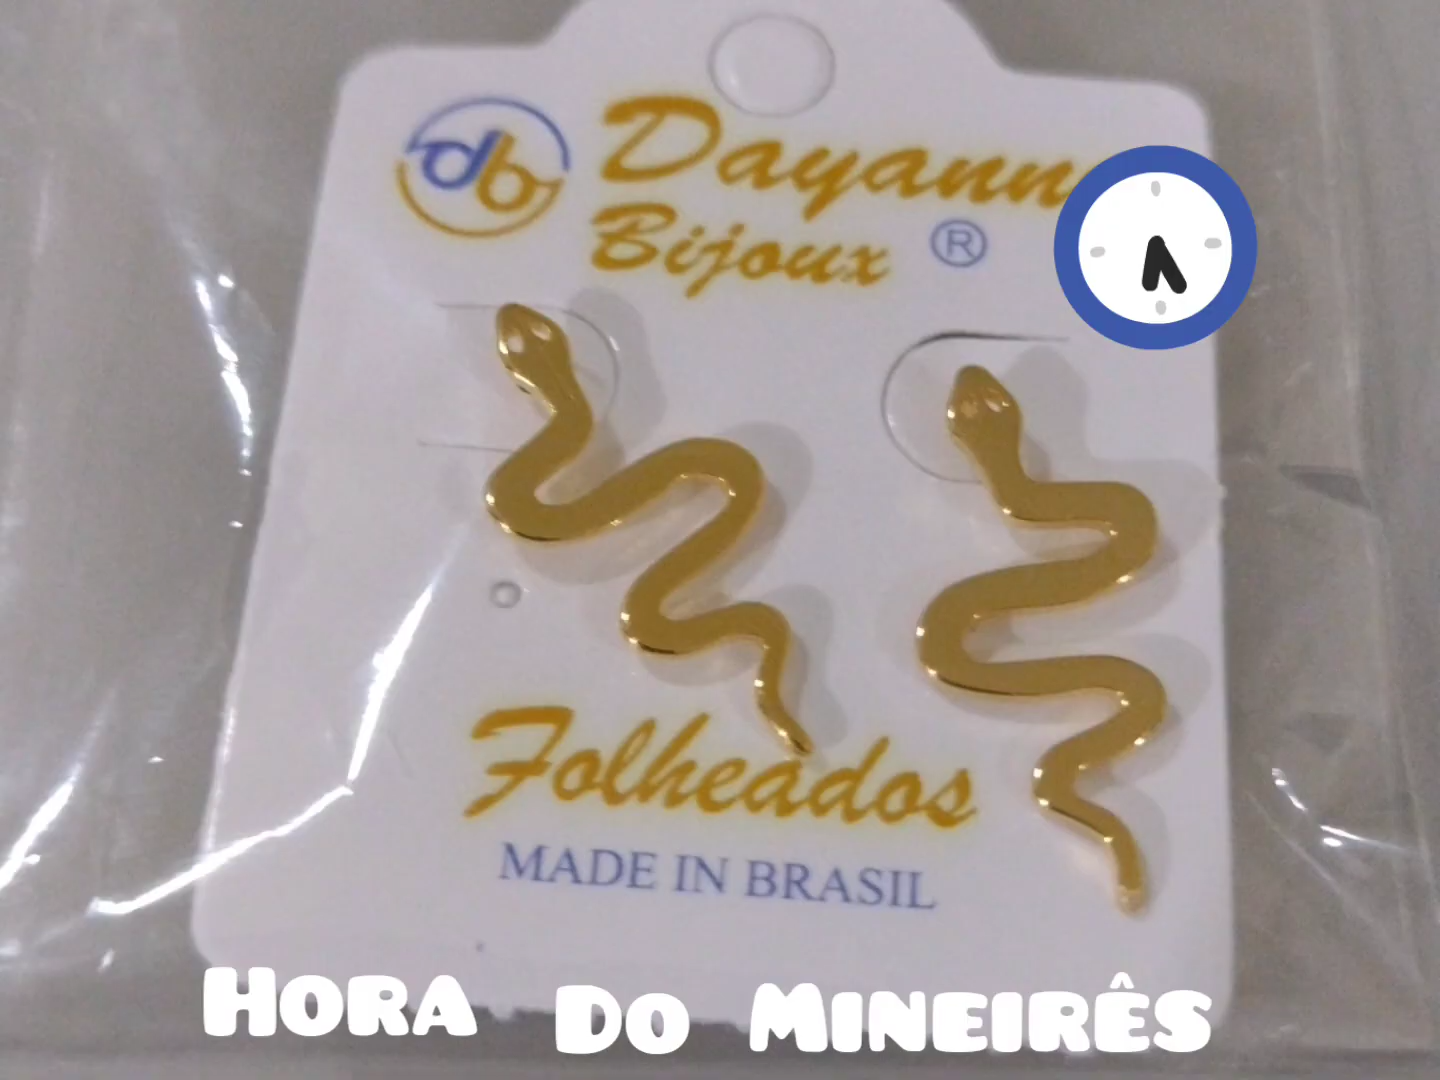 db
Dayann
Bijoux ®
Folheados
MADE IN BRASIL
HORA DO MINEIRÊS